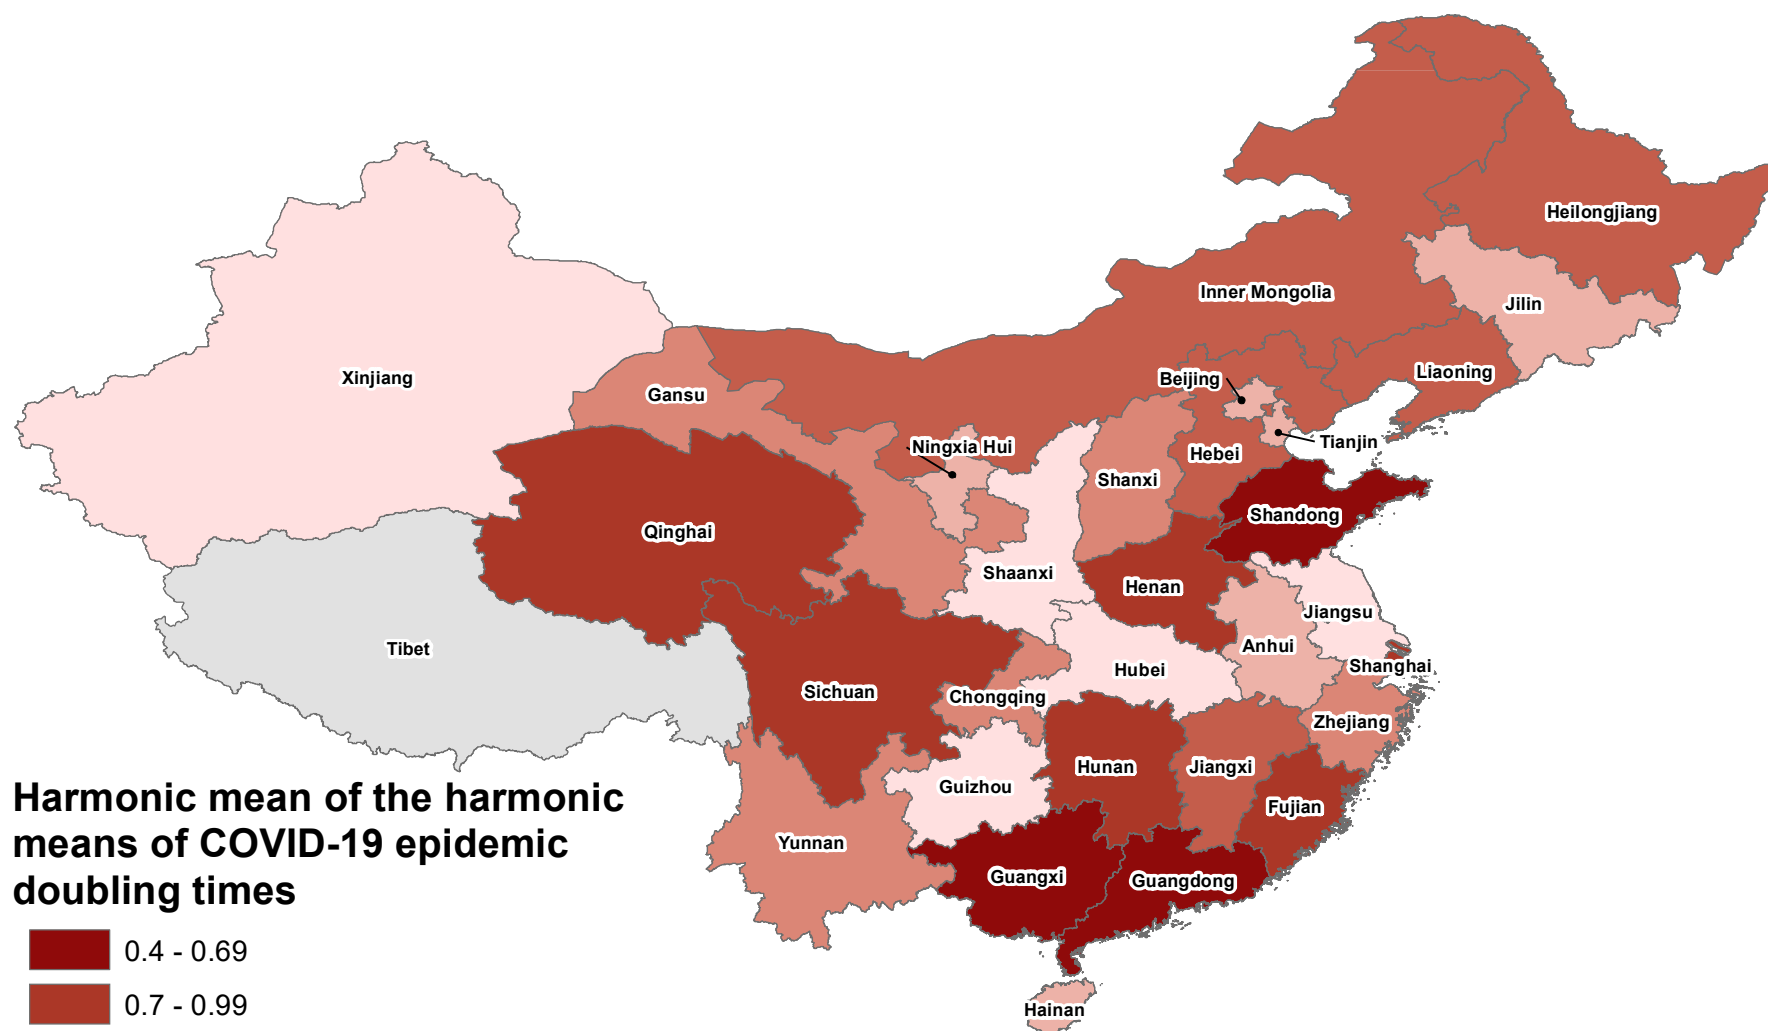 Heilongjiang
Inner Mongolia
Jilin
Xinjiang
Gansu
Beijing
Liaoning
Ningxia Hui
Tianjin
Hebei
Shanxi
Shandong
Qinghai
Shaanxi
Henan
Jiangsu
Tibet
Anhui
Shanghai
Hubei
Sichuan
Chongqing
Zhejiang
Hunan
Jiangxi
Guizhou
Fujian
Yunnan
Guangxi
Guangdong
Hainan
Harmonic mean of the harmonic
means of COVID-19 epidemic
doubling times
0.4 - 0.69
0.7 - 0.99